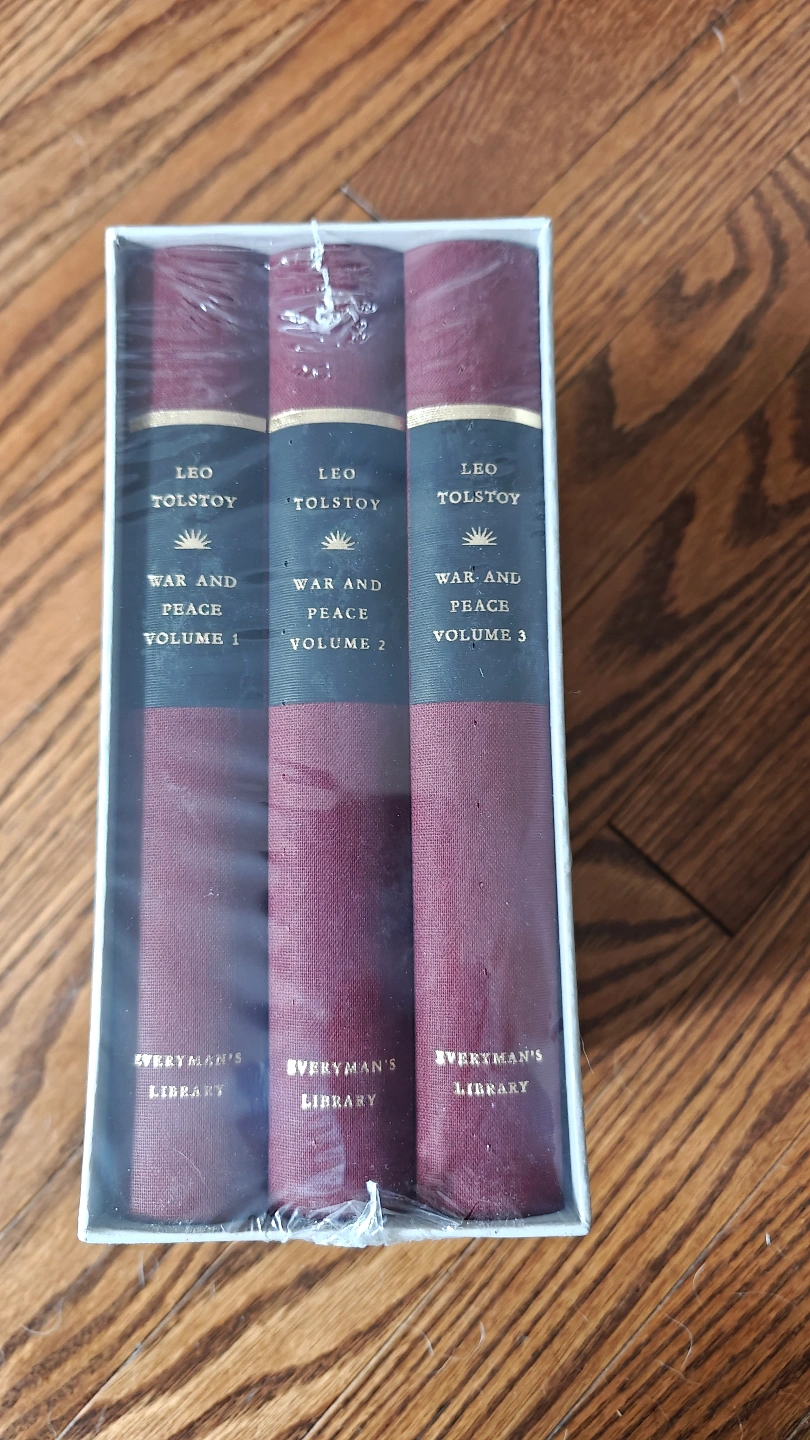 LEO
TOLSTOY
WAR AND
PEACE
VOLUME 1
EVERYMAN'S
LIBRARY
LEO
TOLSTOY
WAR AND
PEACE
VOLUME 2
EVERYMAN'S
LIBRARY
LEO
TOLSTOY
WAR AND
PEACE
VOLUME 3
EVERYMAN'S
LIBRARY